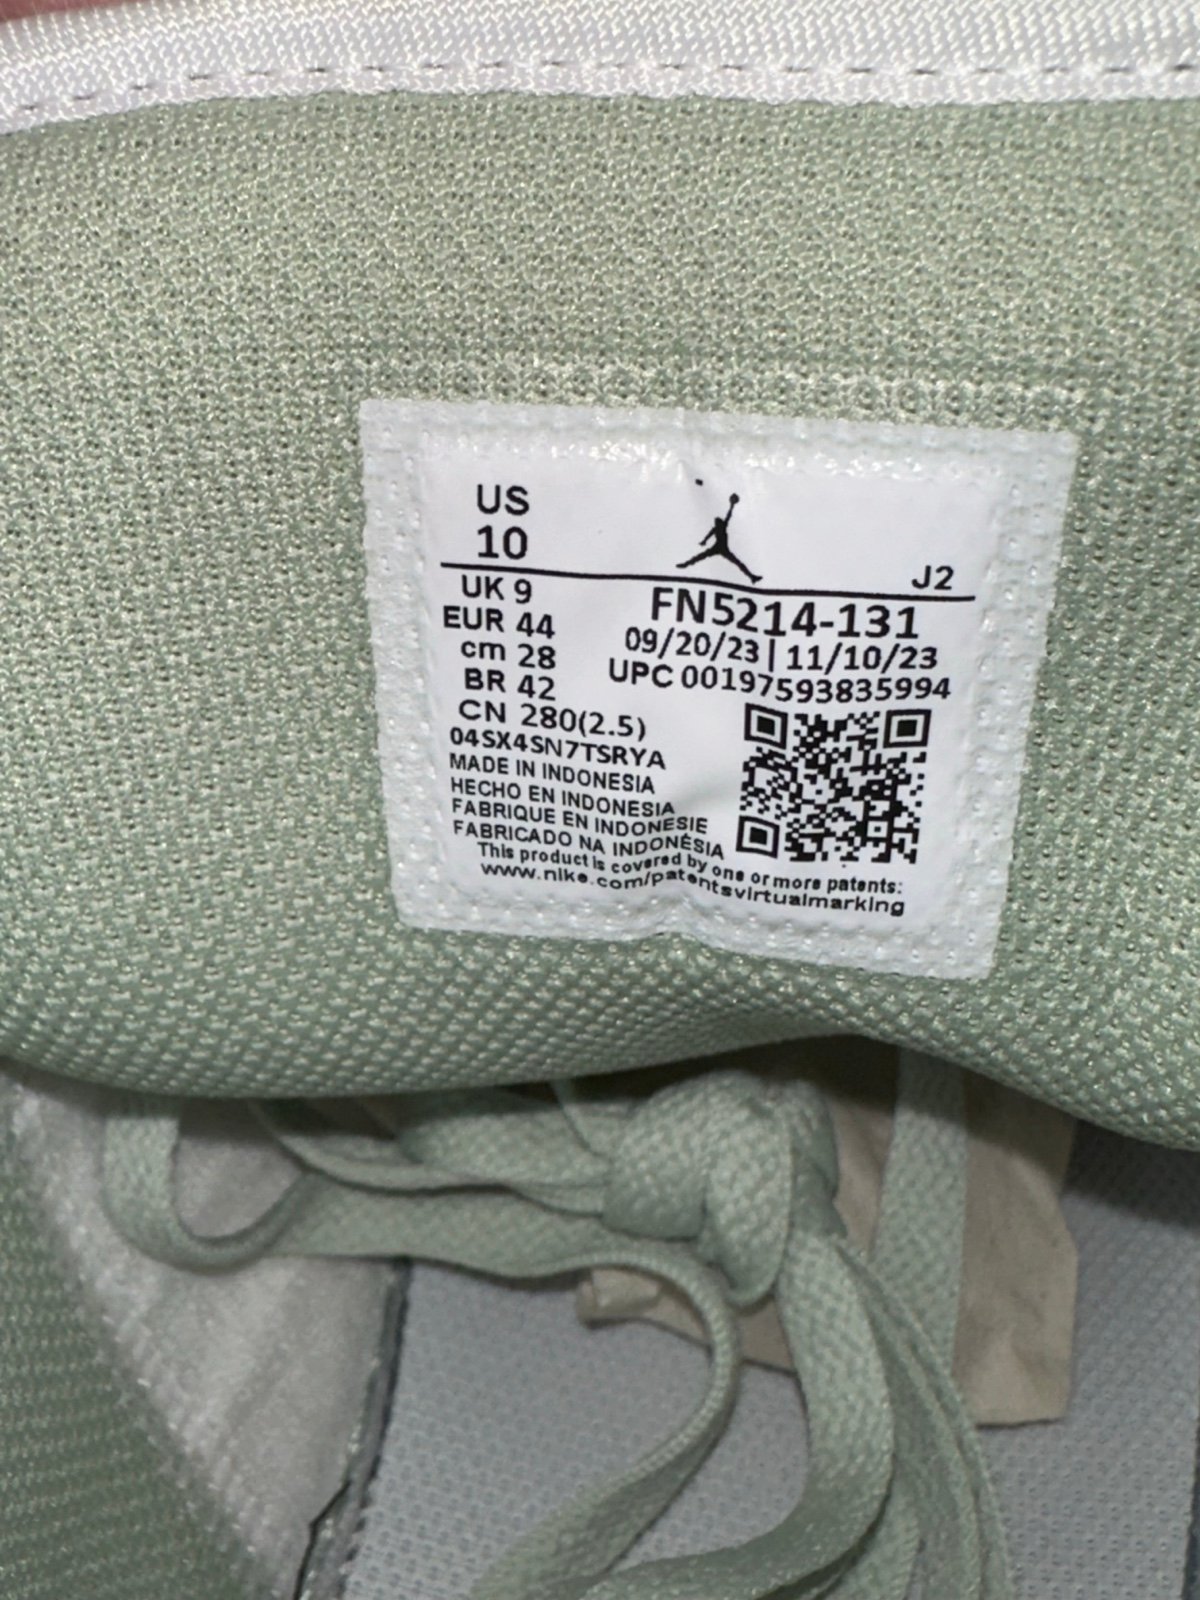 US
10
J2
UK 9
EUR 44
cm 28
BR 42
CN 280(2.5)
FN5214-131
09/20/23 | 11/10/23
UPC 00197593835994
04SX4SN7TSRYA
MADE IN INDONESIA
HECHO EN INDONESIA
FABRIQUE EN INDONESIE
FABRICADO NA INDONÉSIA
This product is covered by one or more patents:
www.nike.com/patentsvirtualmarking